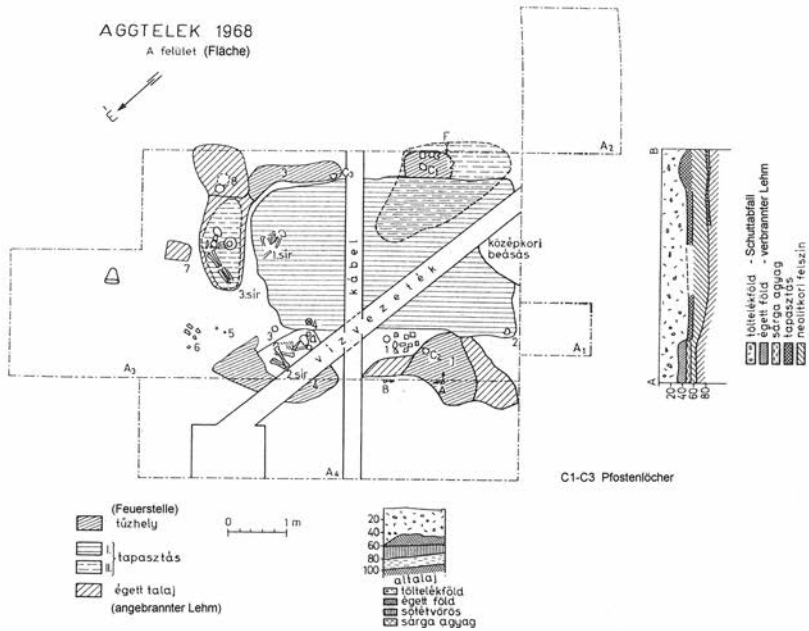 AGGTELEK 1968
A felület (Fläche)
-É-
F
A₂
B
3
C₃
C₁
8
7
1.sír
3.sír
kábel
vízvezeték
középkori
beásás
3
4
5
6
2.sír
4
1
C₂
1
2
A₁
B
A
A₃
A₄
A
20
40
60
80
töltelékföld - Schuttabfall
égett föld - verbrannter Lehm
sárga agyag
tapasztás
neolitkori felszin
C1-C3 Pfostenlöcher
(Feuerstelle)
tűzhely
0 1 m
I.
II.
tapasztás
égett talaj
(angebrannter Lehm)
20
40
60
80
100
altalaj
töltelékföld
égett föld
sötétvörös
sárga agyag